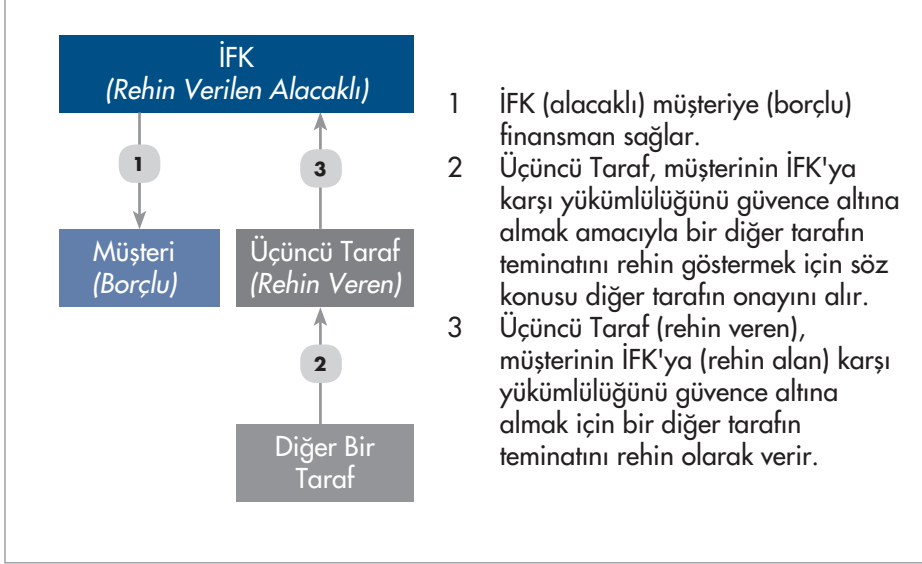 İFK
(Rehin Verilen Alacaklı)
1
3
Müşteri
(Borçlu)
Üçüncü Taraf
(Rehin Veren)
2
Diğer Bir
Taraf
1 İFK (alacaklı) müşteriye (borçlu)
finansman sağlar.
2 Üçüncü Taraf, müşterinin İFK'ya
karşı yükümlülüğünü güvence altına
almak amacıyla bir diğer tarafın
teminatını rehin göstermek için söz
konusu diğer tarafın onayını alır.
3 Üçüncü Taraf (rehin veren),
müşterinin İFK'ya (rehin alan) karşı
yükümlülüğünü güvence altına
almak için bir diğer tarafın
teminatını rehin olarak verir.